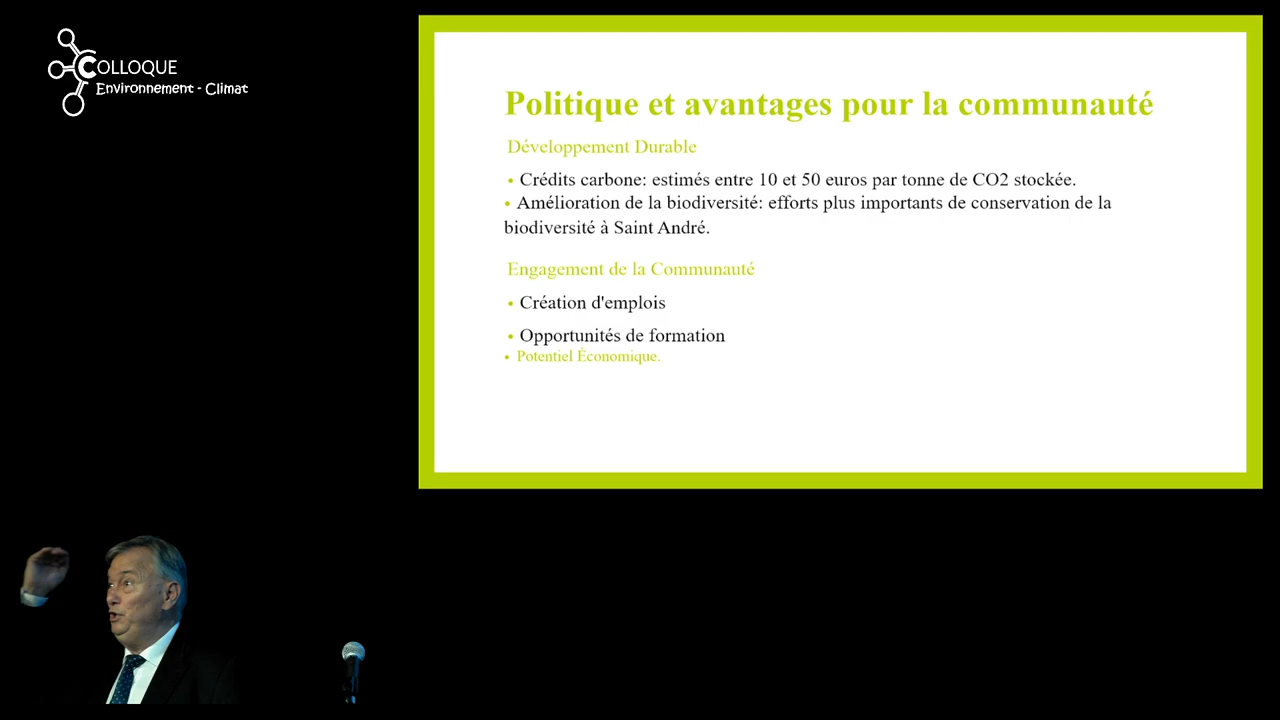 COLLOQUE
Environnement - Climat
Politique et avantages pour la communauté
Développement Durable
• Crédits carbone: estimés entre 10 et 50 euros par tonne de CO2 stockée.
• Amélioration de la biodiversité: efforts plus importants de conservation de la
biodiversité à Saint André.
Engagement de la Communauté
• Création d'emplois
• Opportunités de formation
• Potentiel Économique.